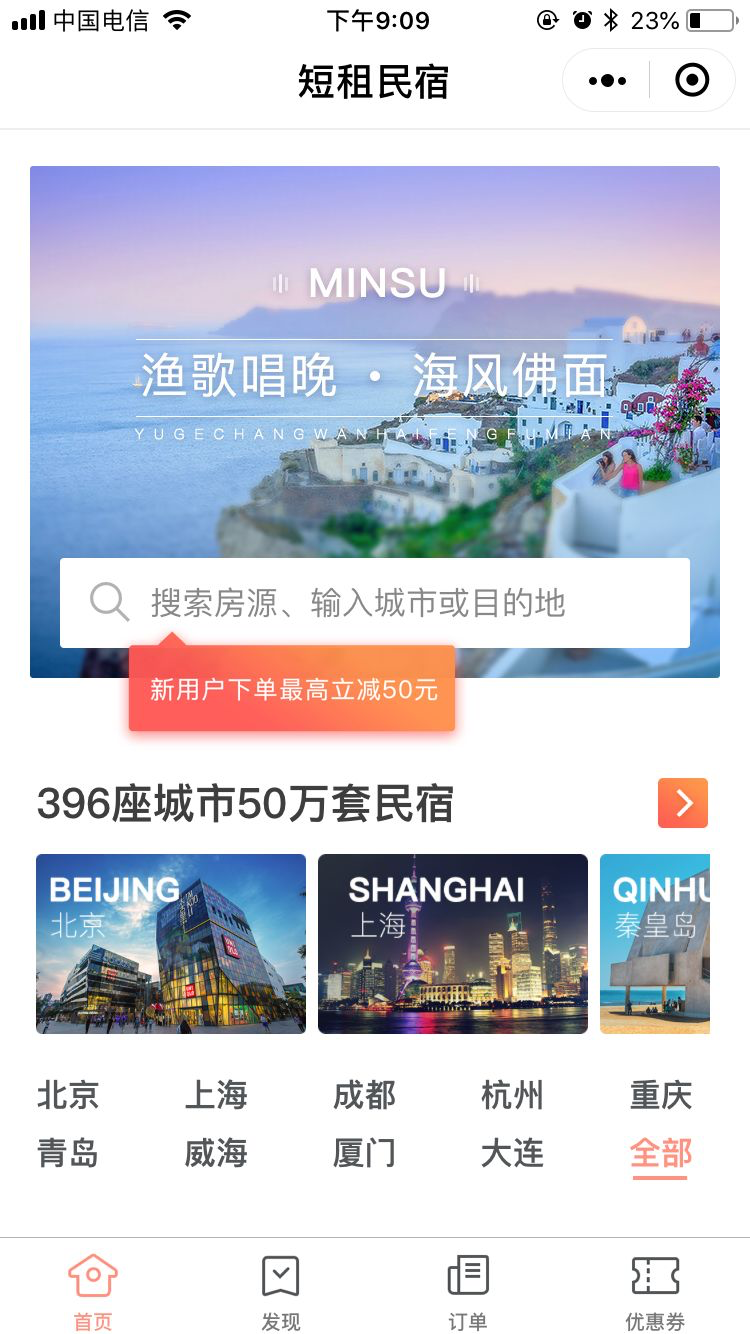 中国电信 下午9:09 23%
短租民宿
MINSU
渔歌唱晚 · 海风佛面
YUGECHANGWANHAIFENGFUMIAN
搜索房源、输入城市或目的地
新用户下单最高立减50元
396座城市50万套民宿
BEIJING SHANGHAI QINHU
北京 上海 秦皇岛
UNIQLO
北京 上海 成都 杭州 重庆
青岛 威海 厦门 大连 全部
首页 发现 订单 优惠券